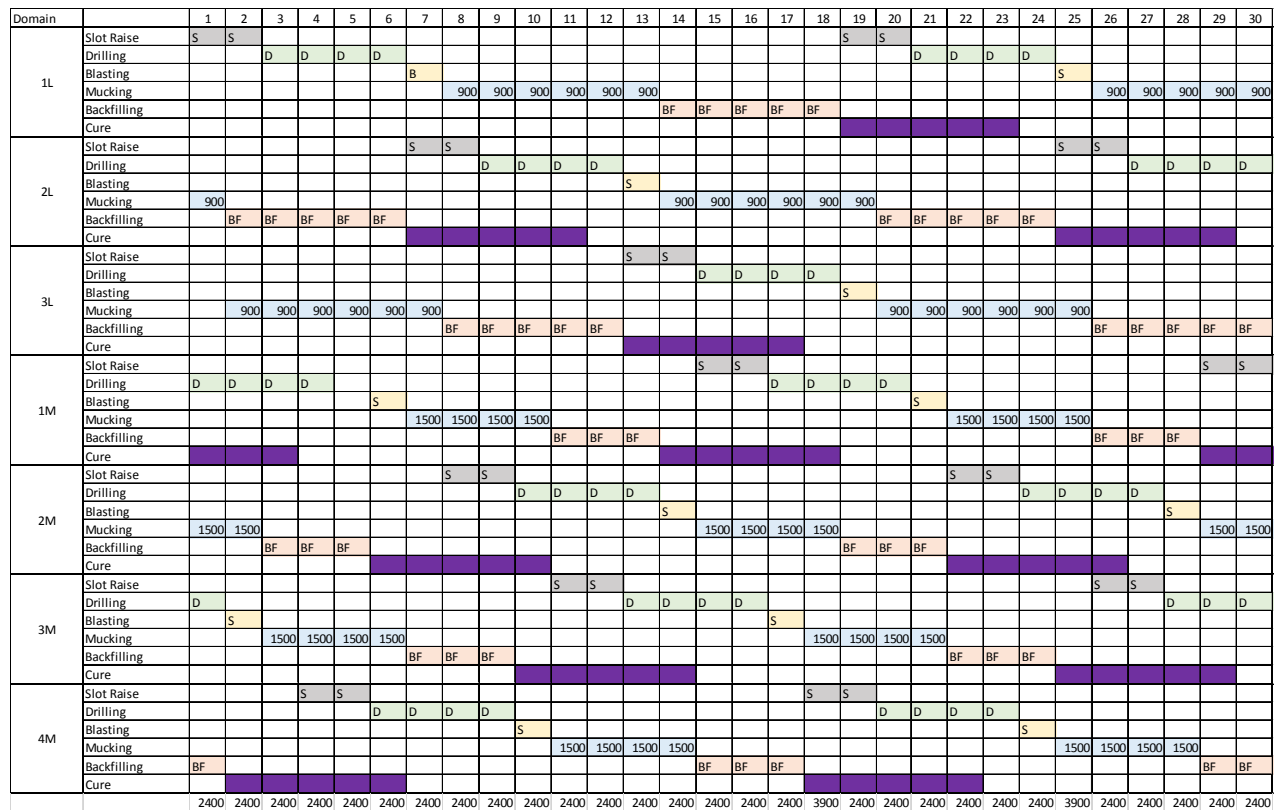 Domain 1 2 3 4 5 6 7 8 9 10 11 12 13 14 15 16 17 18 19 20 21 22 23 24 25 26 27 28 29 30
Slot Raise S S S S
Drilling D D D D D D D D
Blasting B S
1L
Mucking 900 900 900 900 900 900 900 900 900 900 900
Backfilling BF BF BF BF BF
Cure
Slot Raise S S S S
Drilling D D D D D D D D
Blasting S
2L
Mucking 900 900 900 900 900 900 900
Backfilling BF BF BF BF BF BF BF BF BF BF
Cure
Slot Raise S S
Drilling D D D D
Blasting S
3L
Mucking 900 900 900 900 900 900 900 900 900 900 900 900
Backfilling BF BF BF BF BF BF BF BF BF BF
Cure
Slot Raise S S S S
Drilling D D D D D D D D
Blasting S S
1M
Mucking 1500 1500 1500 1500 1500 1500 1500 1500
Backfilling BF BF BF BF BF BF
Cure
Slot Raise S S S S
Drilling D D D D D D D D
Blasting S S
2M
Mucking 1500 1500 1500 1500 1500 1500 1500 1500
Backfilling BF BF BF BF BF BF
Cure
Slot Raise S S S S
Drilling D D D D D D D D
Blasting S S
3M
Mucking 1500 1500 1500 1500 1500 1500 1500 1500
Backfilling BF BF BF BF BF BF
Cure
Slot Raise S S S S
Drilling D D D D D D D D
Blasting S S
4M
Mucking 1500 1500 1500 1500 1500 1500 1500 1500
Backfilling BF BF BF BF BF BF
Cure
2400 2400 2400 2400 2400 2400 2400 2400 2400 2400 2400 2400 2400 2400 2400 2400 2400 3900 2400 2400 2400 2400 2400 2400 3900 2400 2400 2400 2400 2400